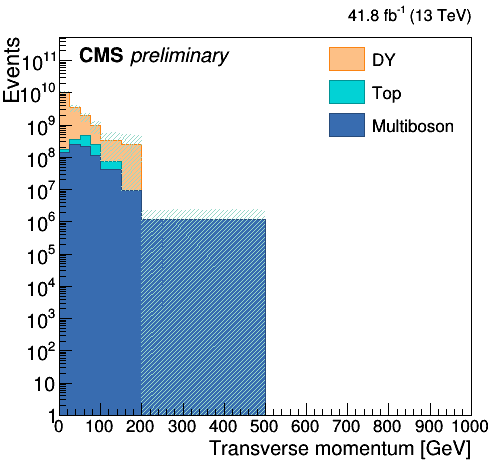 41.8 fb⁻¹ (13 TeV)
CMS preliminary
DY
Top
Multiboson
Events
10¹¹
10¹⁰
10⁹
10⁸
10⁷
10⁶
10⁵
10⁴
10³
10²
10
1
0 100 200 300 400 500 600 700 800 900 1000
Transverse momentum [GeV]